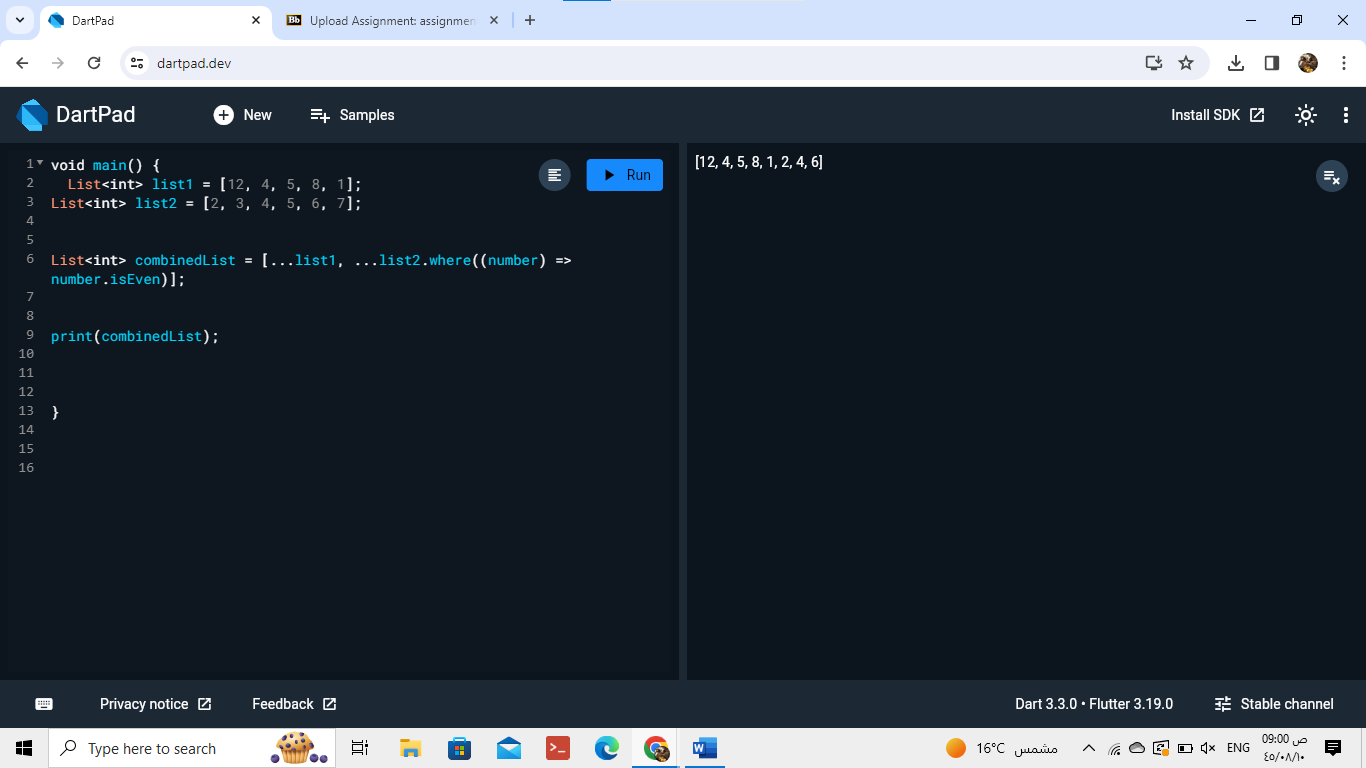 DartPad
Upload Assignment: assignmen
dartpad.dev
DartPad
New
Samples
Install SDK
1 void main() {
2   List<int> list1 = [12, 4, 5, 8, 1];
3 List<int> list2 = [2, 3, 4, 5, 6, 7];
4
5
6 List<int> combinedList = [...list1, ...list2.where((number) =>
number.isEven)];
7
8
9 print(combinedList);
10
11
12
13 }
14
15
16
Run
[12, 4, 5, 8, 1, 2, 4, 6]
Privacy notice
Feedback
Dart 3.3.0 • Flutter 3.19.0
Stable channel
Type here to search
16°C مشمس
ENG
09:00 ص
٤٥/٠٨/١٠